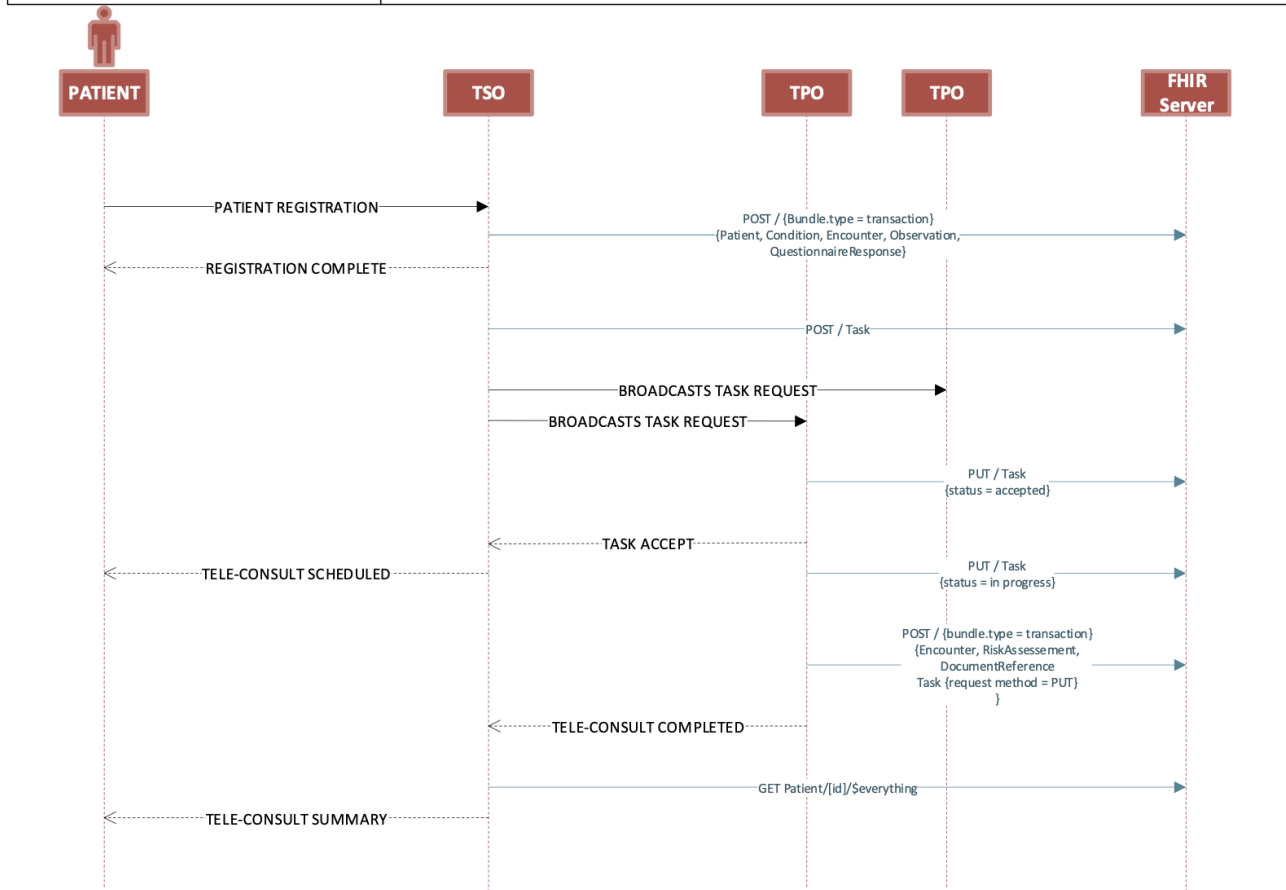 PATIENT
TSO
TPO
TPO
FHIR
Server
PATIENT REGISTRATION
POST / {Bundle.type = transaction}
{Patient, Condition, Encounter, Observation,
QuestionnaireResponse}
REGISTRATION COMPLETE
POST / Task
BROADCASTS TASK REQUEST
BROADCASTS TASK REQUEST
PUT / Task
{status = accepted}
TASK ACCEPT
TELE-CONSULT SCHEDULED
PUT / Task
{status = in progress}
POST / {bundle.type = transaction}
{Encounter, RiskAssessement,
DocumentReference
Task {request method = PUT}
}
TELE-CONSULT COMPLETED
GET Patient/[id]/$everything
TELE-CONSULT SUMMARY